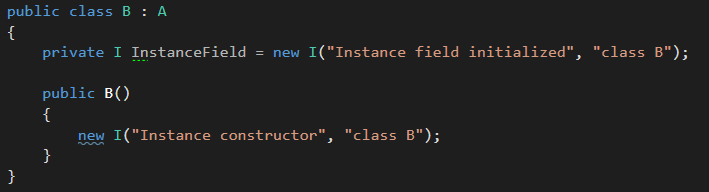 public class B : A
{
    private I InstanceField = new I("Instance field initialized", "class B");

    public B()
    {
        new I("Instance constructor", "class B");
    }
}